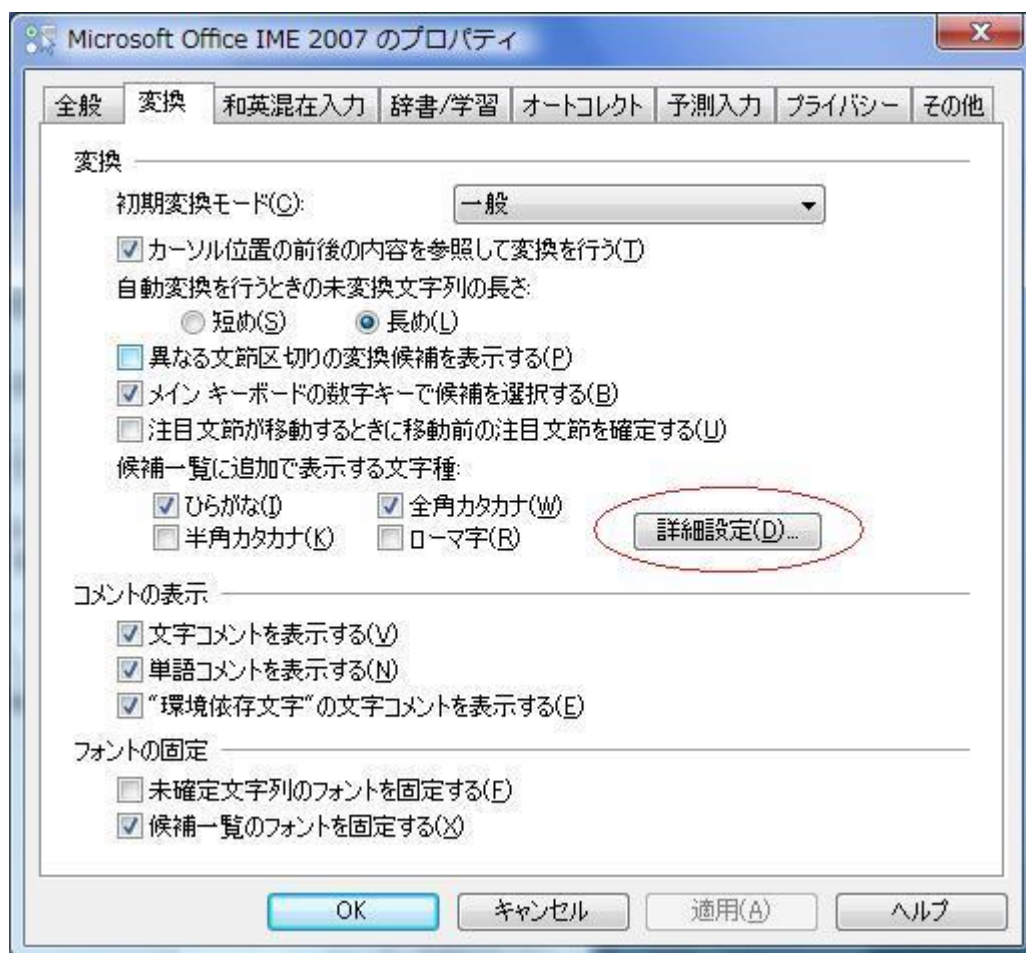 Microsoft Office IME 2007 のプロパティ
全般 変換 和英混在入力 辞書/学習 オートコレクト 予測入力 プライバシー その他
変換
初期変換モード(C): 一般
カーソル位置の前後の内容を参照して変換を行う(T)
自動変換を行うときの未変換文字列の長さ:
短め(S) 長め(L)
異なる文節区切りの変換候補を表示する(P)
メイン キーボードの数字キーで候補を選択する(B)
注目文節が移動するときに移動前の注目文節を確定する(U)
候補一覧に追加で表示する文字種:
ひらがな(I) 全角カタカナ(W)
半角カタカナ(K) ローマ字(R) 詳細設定(D)...
コメントの表示
文字コメントを表示する(V)
単語コメントを表示する(N)
“環境依存文字“の文字コメントを表示する(E)
フォントの固定
未確定文字列のフォントを固定する(F)
候補一覧のフォントを固定する(X)
OK キャンセル 適用(A) ヘルプ